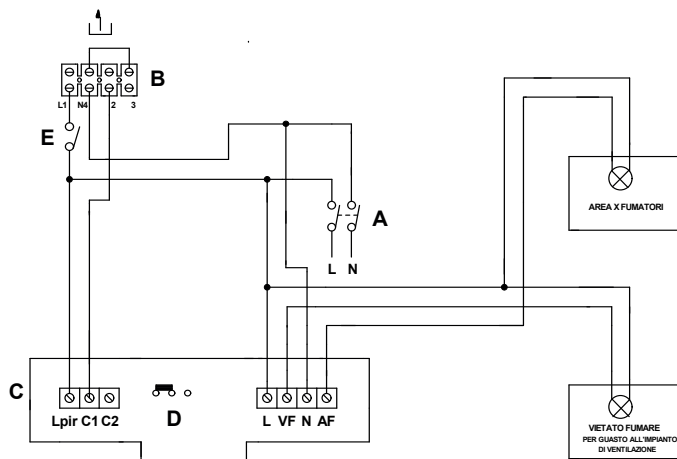 B
L1 N4 2 3
E
A
L N
AREA X FUMATORI
C
D
Lpir C1 C2
L VF N AF
VIETATO FUMARE
PER GUASTO ALL'IMPIANTO
DI VENTILAZIONE